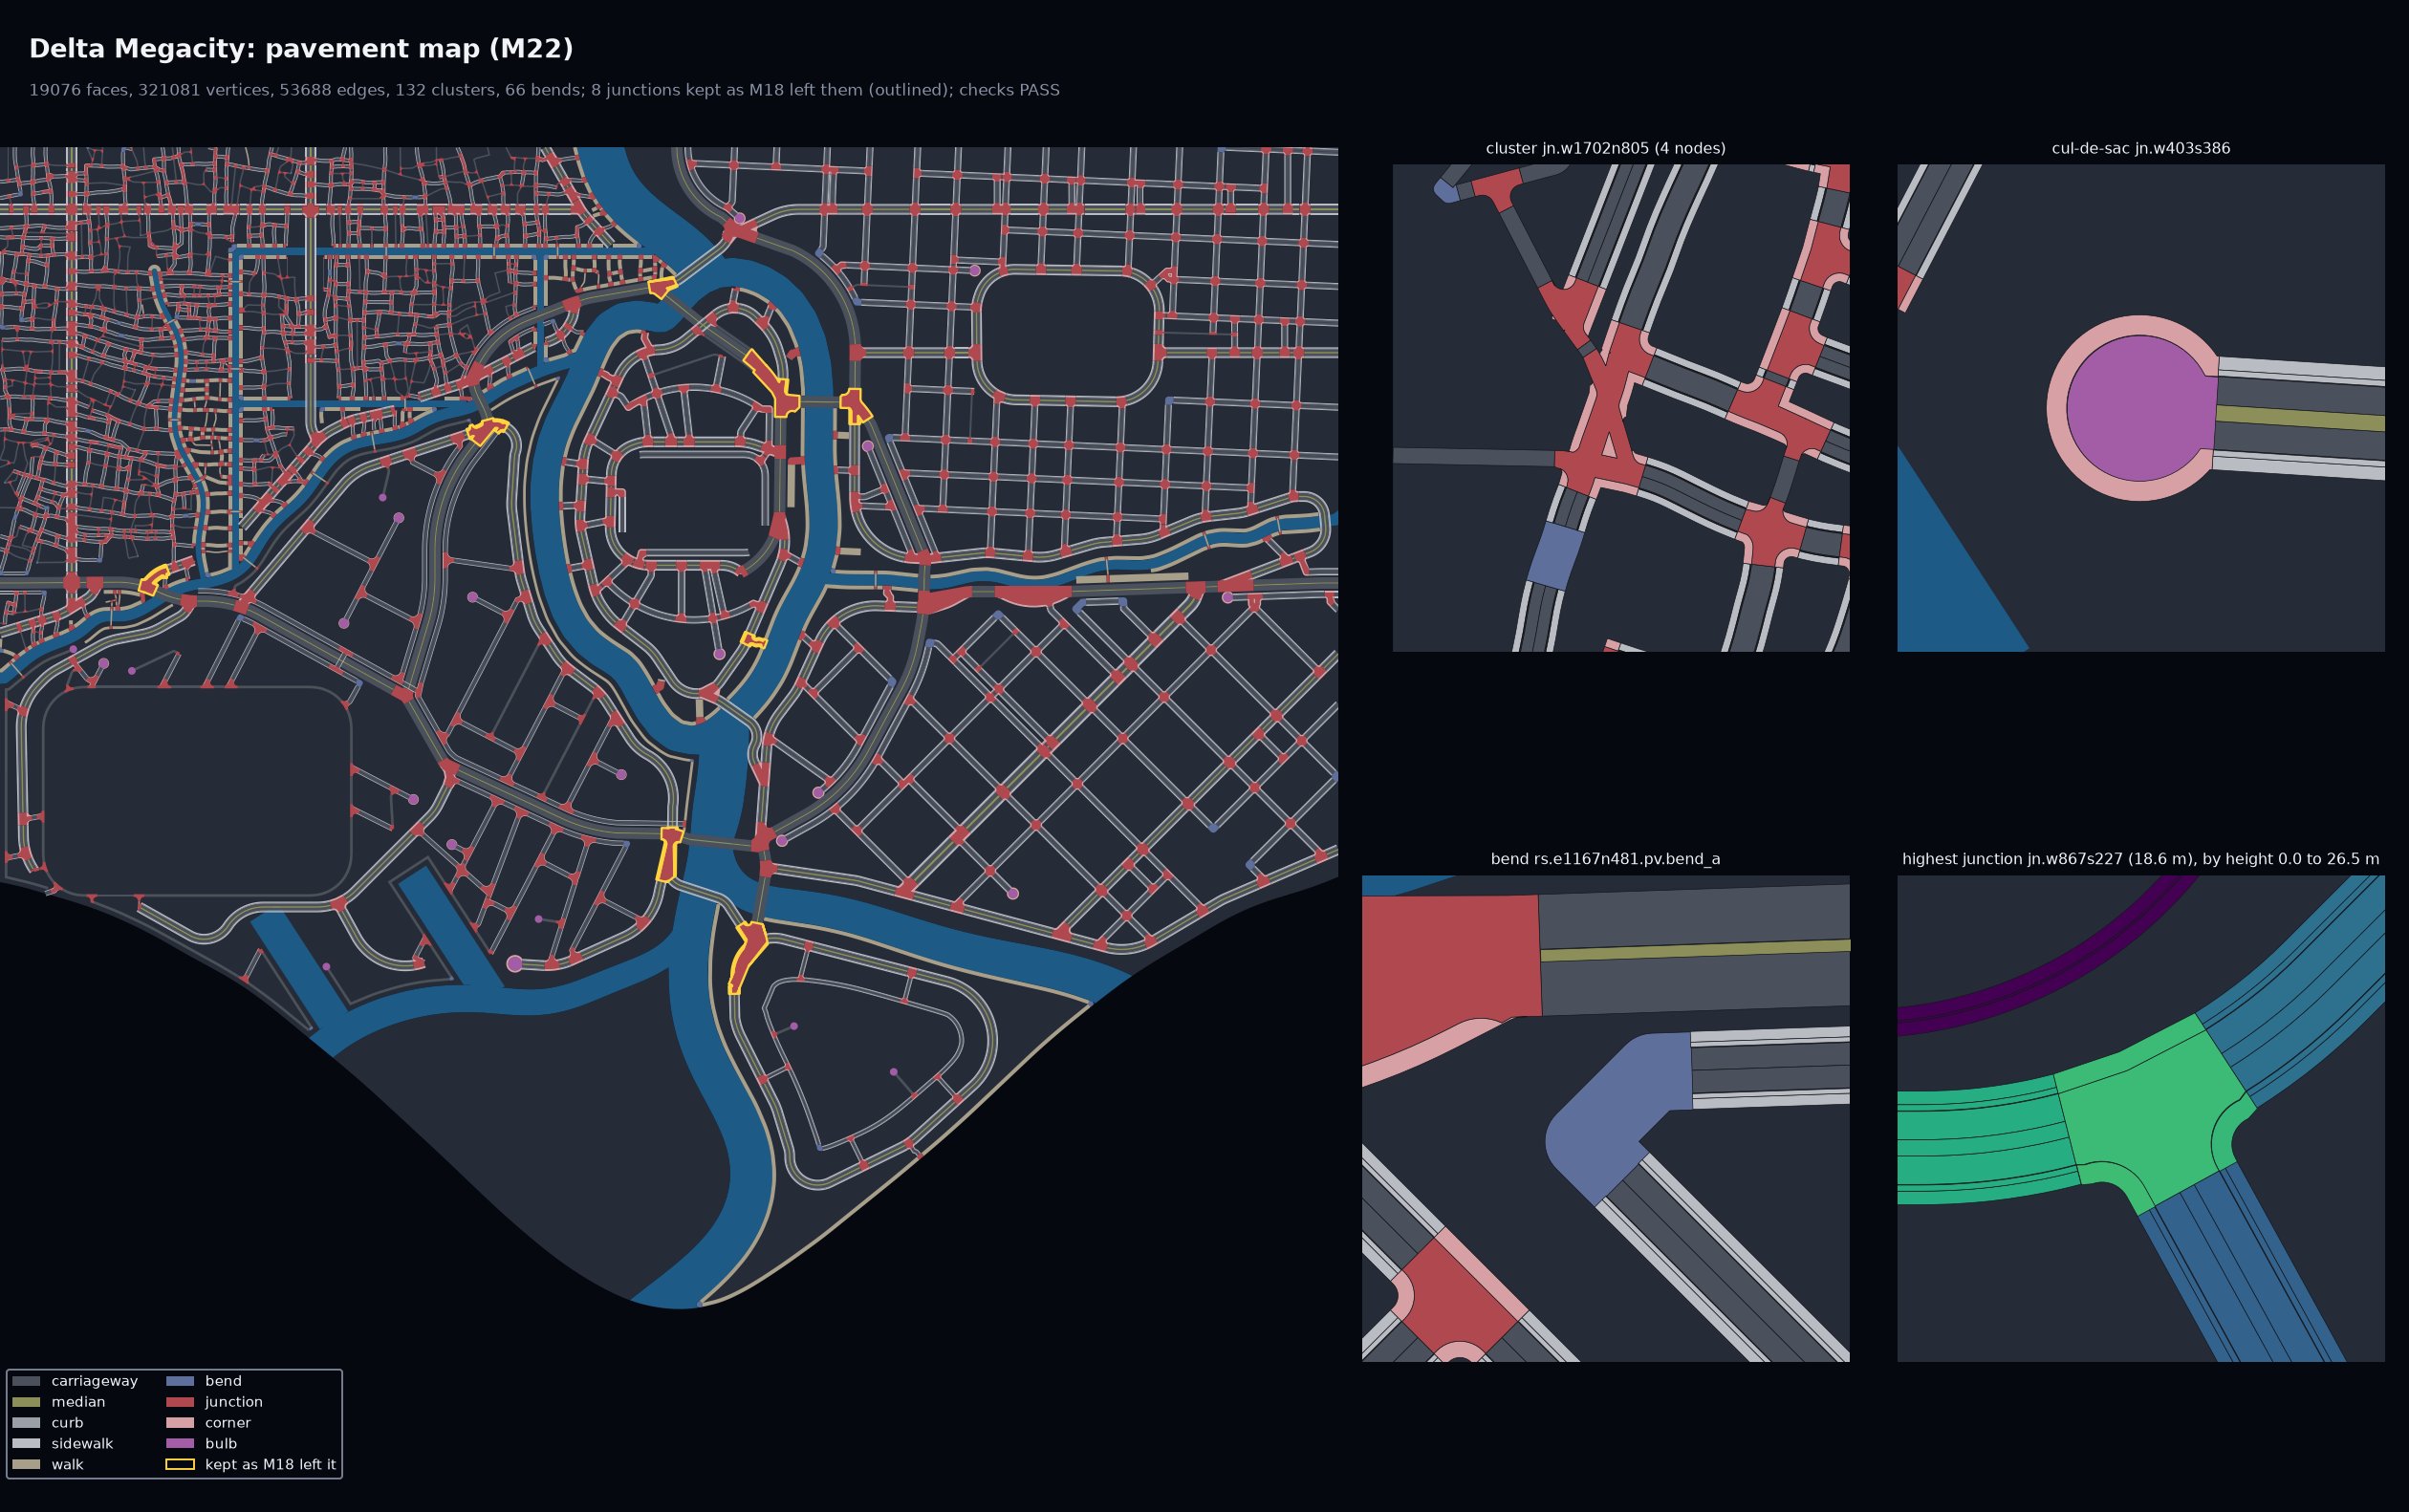 Delta Megacity: pavement map (M22)
19076 faces, 321081 vertices, 53688 edges, 132 clusters, 66 bends; 8 junctions kept as M18 left them (outlined); checks PASS
cluster jn.w1702n805 (4 nodes)
cul-de-sac jn.w403s386
bend rs.e1167n481.pv.bend_a
highest junction jn.w867s227 (18.6 m), by height 0.0 to 26.5 m
carriageway
median
curb
sidewalk
walk
bend
junction
corner
bulb
kept as M18 left it